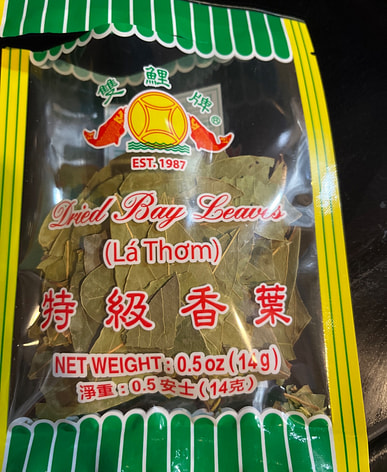 雙鯉牌®
EST. 1987
Dried Bay Leaves
(Lá Thơm)
特級香葉
NET WEIGHT : 0.5 oz (14g)
淨重 : 0.5 安士 (14克)